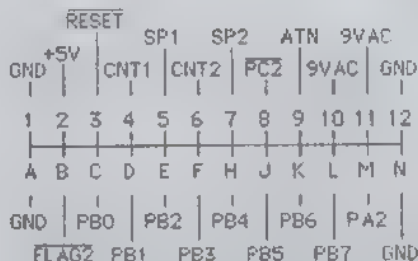 RESET
+5V SP1 SP2 ATN 9VAC
GND CNT1 CNT2 PC2 9VAC GND
1 2 3 4 5 6 7 8 9 10 11 12
A B C D E F H J K L M N
GND PB0 PB2 PB4 PB6 PA2
FLAG2 PB1 PB3 PB5 PB7 GND